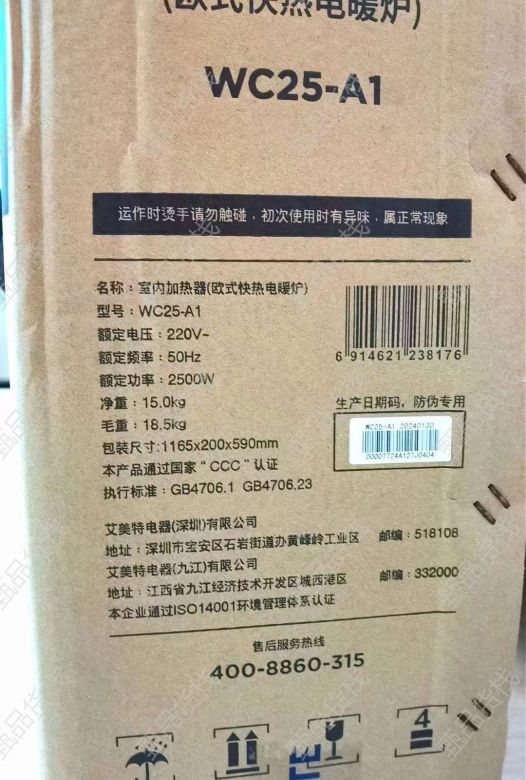 (欧式快热电暖炉)
WC25-A1
运作时烫手请勿触碰，初次使用时有异味，属正常现象
名称：室内加热器(欧式快热电暖炉)
型号：WC25-A1
额定电压：220V~
额定频率：50Hz
额定功率：2500W
净重：15.0kg
毛重：18.5kg
包装尺寸:1165x200x590mm
本产品通过国家“CCC”认证
执行标准：GB4706.1 GB4706.23
6 914621 238176
生产日期码，防伪专用
WC25-A1 20240130
艾美特电器(深圳)有限公司
地址：深圳市宝安区石岩街道办黄峰岭工业区 邮编：518108
艾美特电器(九江)有限公司
地址：江西省九江经济技术开发区城西港区 邮编：332000
本企业通过ISO14001环境管理体系认证
售后服务热线
400-8860-315
4